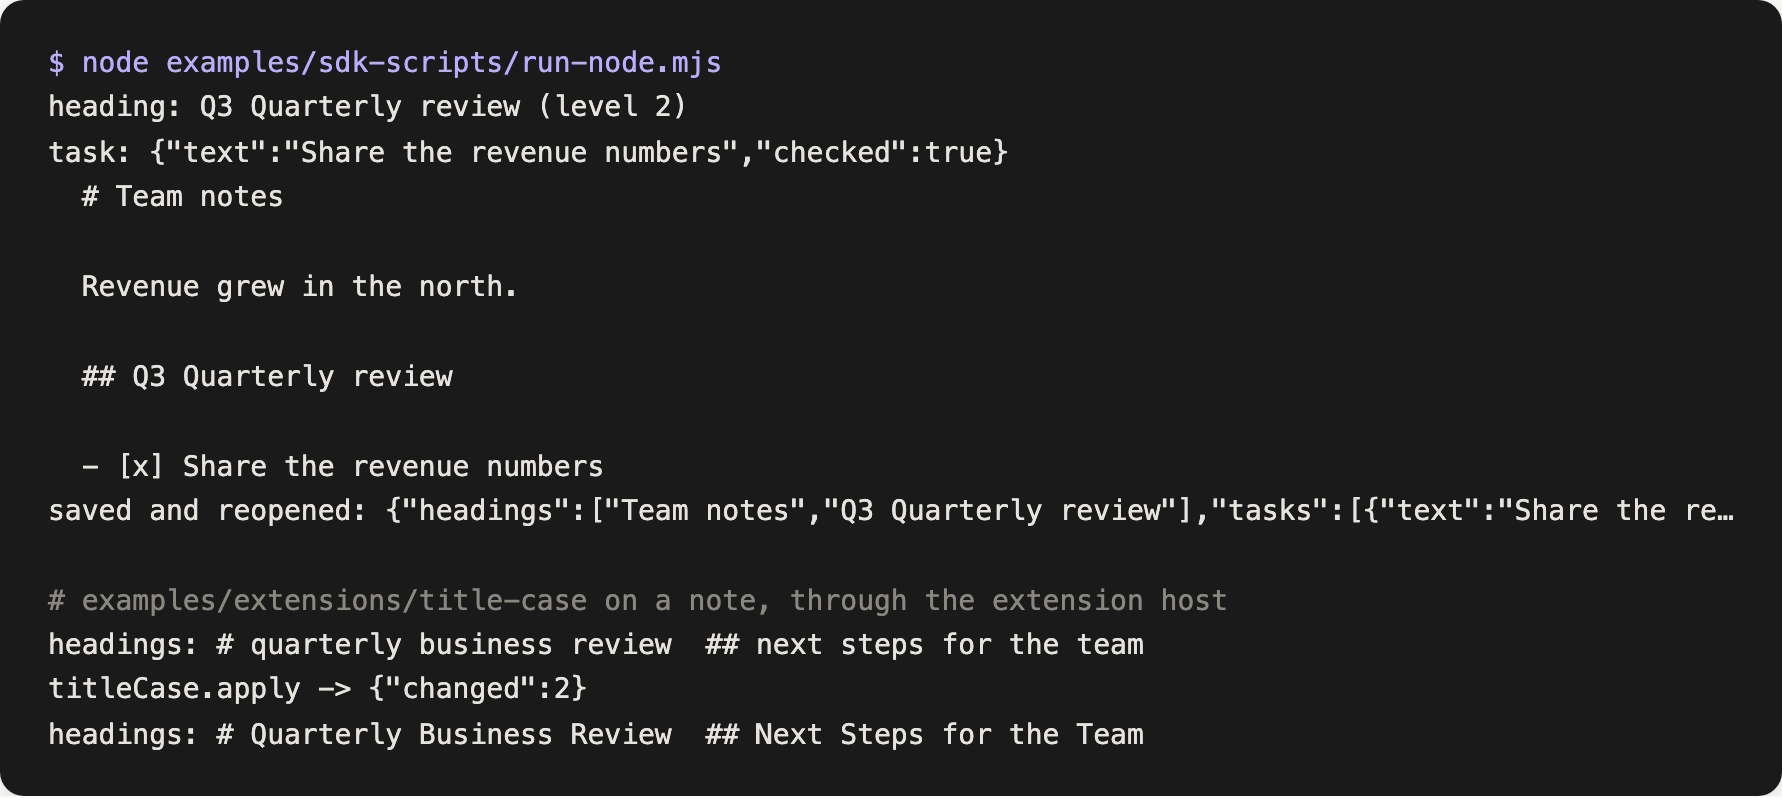 $ node examples/sdk-scripts/run-node.mjs
heading: Q3 Quarterly review (level 2)
task: {"text":"Share the revenue numbers","checked":true}
# Team notes
Revenue grew in the north.
## Q3 Quarterly review
- [x] Share the revenue numbers
saved and reopened: {"headings":["Team notes","Q3 Quarterly review"],"tasks":[{"text":"Share the re…
# examples/extensions/title-case on a note, through the extension host
headings: # quarterly business review  ## next steps for the team
titleCase.apply -> {"changed":2}
headings: # Quarterly Business Review  ## Next Steps for the Team